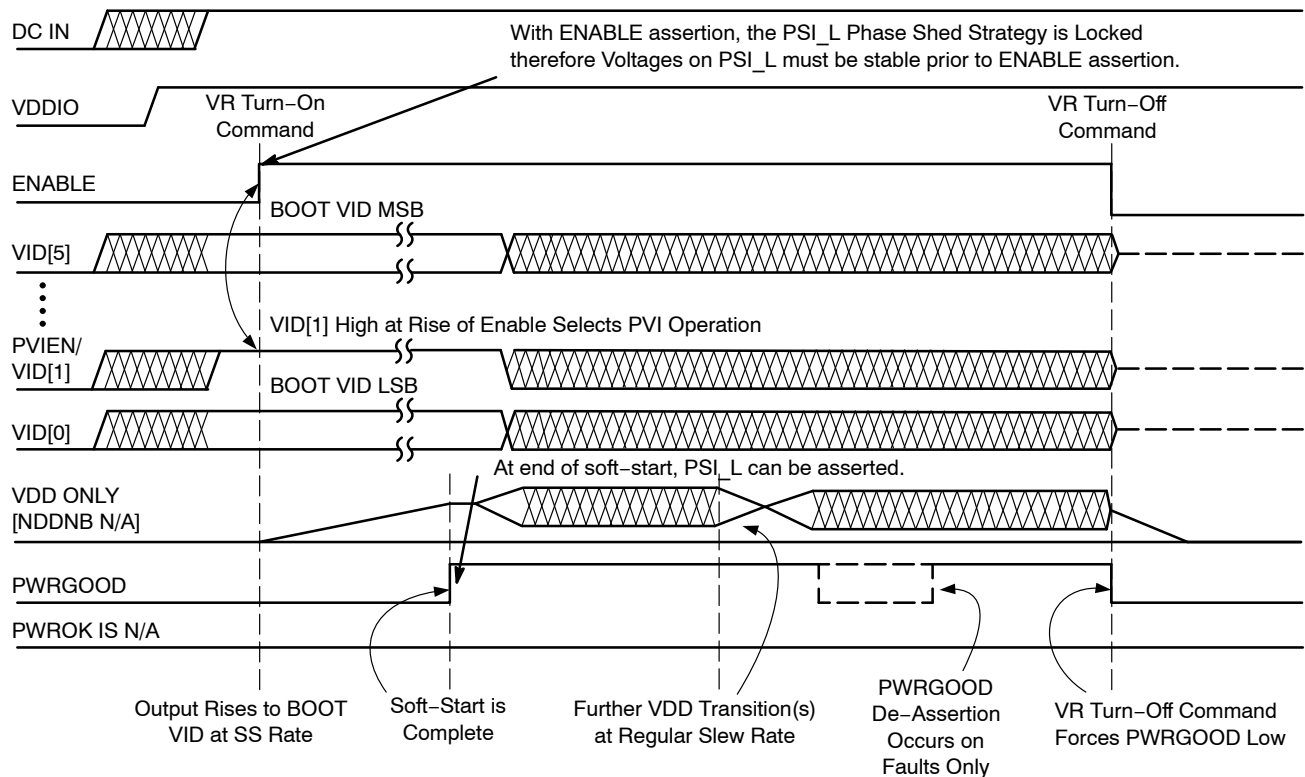 DC IN
With ENABLE assertion, the PSI_L Phase Shed Strategy is Locked
therefore Voltages on PSI_L must be stable prior to ENABLE assertion.
VDDIO
VR Turn−On
Command
VR Turn−Off
Command
ENABLE
BOOT VID MSB
VID[5]
VID[1] High at Rise of Enable Selects PVI Operation
PVIEN/
VID[1]
BOOT VID LSB
VID[0]
At end of soft−start, PSI_L can be asserted.
VDD ONLY
[NDDNB N/A]
PWRGOOD
PWROK IS N/A
Output Rises to BOOT
VID at SS Rate
Soft−Start is
Complete
Further VDD Transition(s)
at Regular Slew Rate
PWRGOOD
De−Assertion
Occurs on
Faults Only
VR Turn−Off Command
Forces PWRGOOD Low